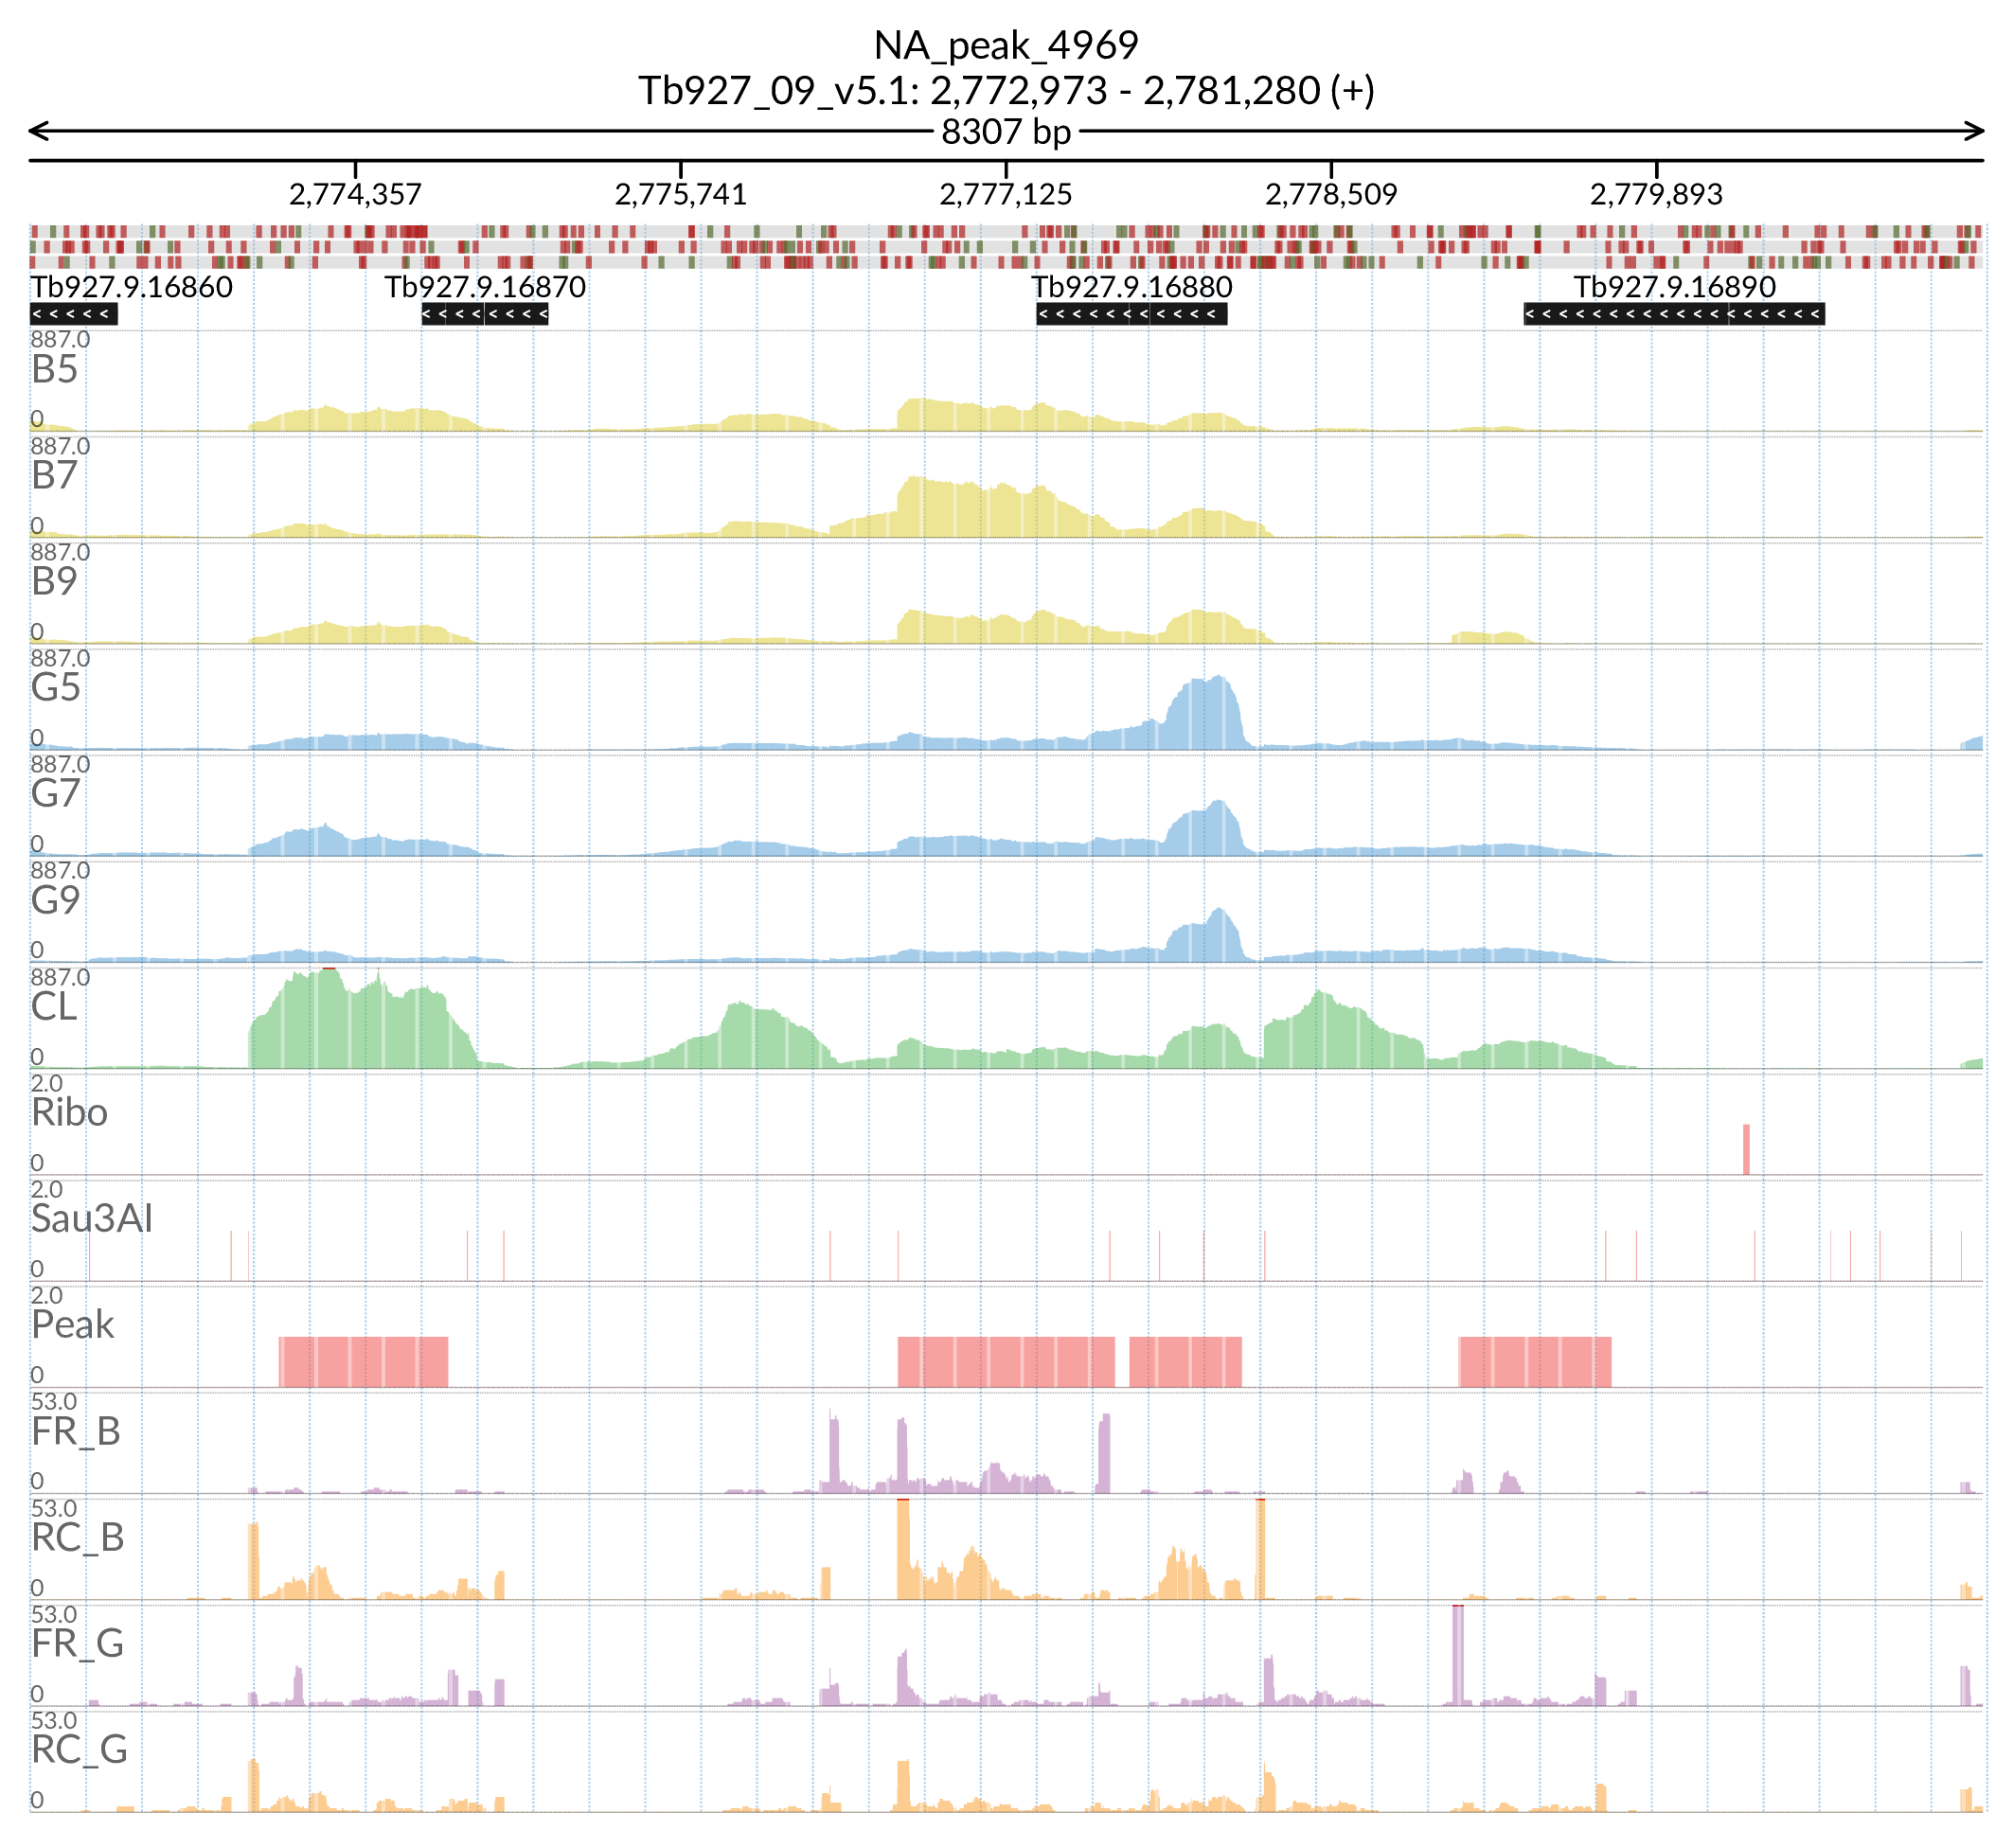 NA_peak_4969
Tb927_09_v5.1: 2,772,973 - 2,781,280 (+)
8307 bp
2,774,357 2,775,741 2,777,125 2,778,509 2,779,893
Tb927.9.16860 Tb927.9.16870 Tb927.9.16880 Tb927.9.16890
887.0
B5
0
887.0
B7
0
887.0
B9
0
887.0
G5
0
887.0
G7
0
887.0
G9
0
887.0
CL
0
2.0
Ribo
0
2.0
Sau3AI
0
2.0
Peak
0
53.0
FR_B
0
53.0
RC_B
0
53.0
FR_G
0
53.0
RC_G
0